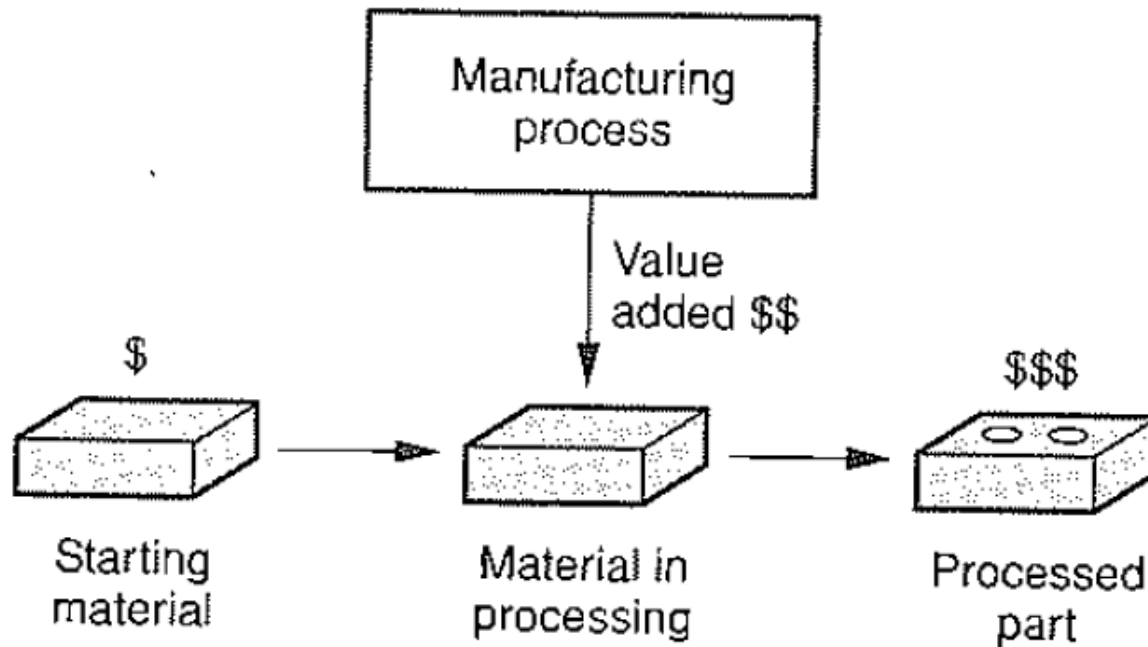 Manufacturing
process
Value
added $$
$
$$$
Starting
material
Material in
processing
Processed
part